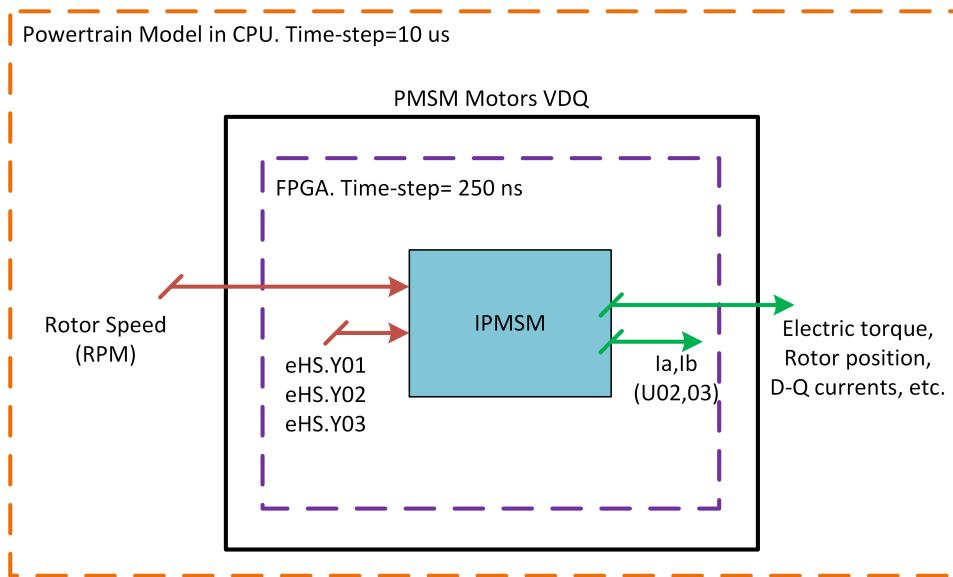 Powertrain Model in CPU. Time-step=10 us
PMSM Motors VDQ
FPGA. Time-step= 250 ns
IPMSM
Rotor Speed
(RPM)
eHS.Y01
eHS.Y02
eHS.Y03
Ia,Ib
(U02,03)
Electric torque,
Rotor position,
D-Q currents, etc.